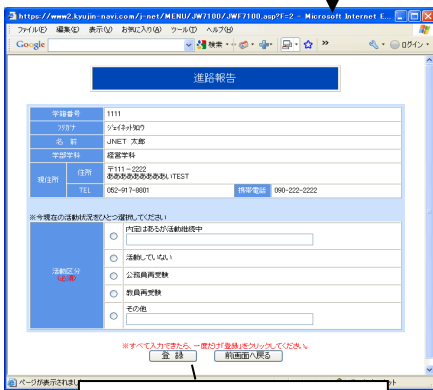 https://www2.kyujin-navi.com/j-net/MENU/JW7100/JWF7100.asp?F=2 - Microsoft Internet E...
ファイル(F) 編集(E) 表示(V) お気に入り(A) ツール(T) ヘルプ(H)
Google 検索 » ログイン
進路報告
学籍番号 1111
フリガナ ジェイネットタロウ
名 前 JNET 太郎
学部学科 経営学科
現住所 住所 〒111-2222
ああああああああああいTEST
TEL 052-917-8801 携帯電話 090-222-2222
※今現在の活動状況をひとつ選択してください
活動区分
(必須)
内定はあるが活動継続中
活動していない
公務員再受験
教員再受験
その他
※すべて入力できたら、一度だけ「登録」をクリックしてください。
登 録 前画面へ戻る
ページが表示されま